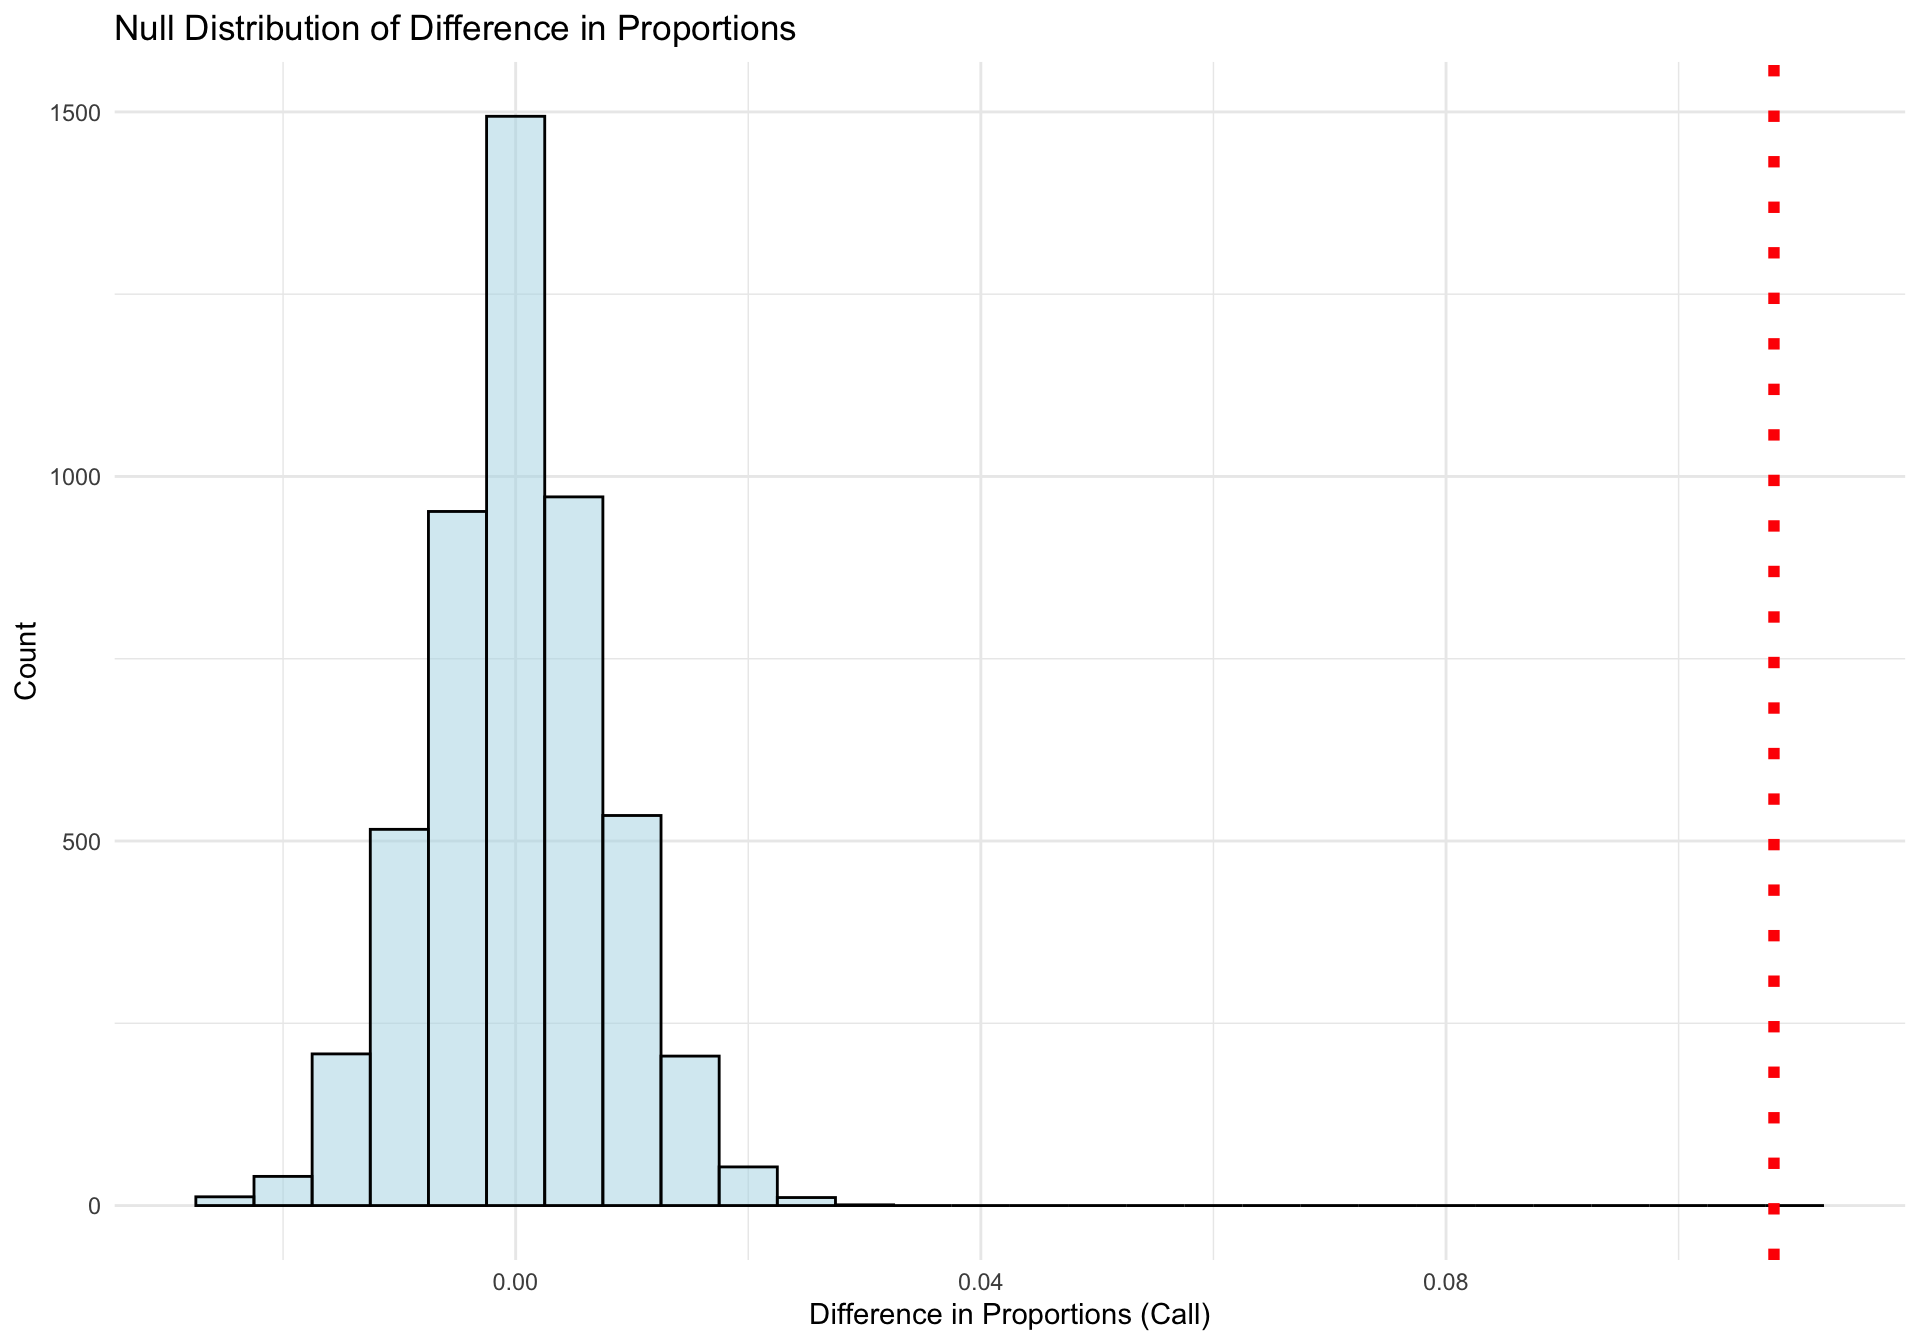 Null Distribution of Difference in Proportions
1500
1000
500
0
Count
0.00
0.04
0.08
Difference in Proportions (Call)